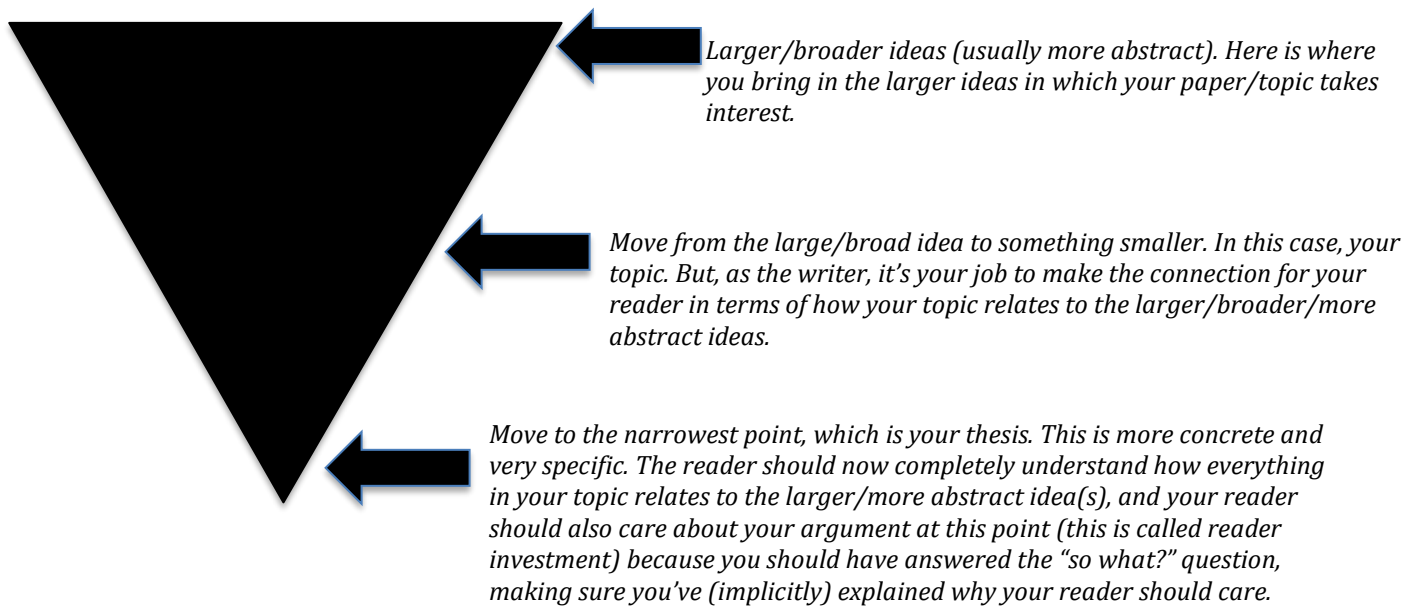 Larger/broader ideas (usually more abstract). Here is where
you bring in the larger ideas in which your paper/topic takes
interest.
Move from the large/broad idea to something smaller. In this case, your
topic. But, as the writer, it’s your job to make the connection for your
reader in terms of how your topic relates to the larger/broader/more
abstract ideas.
Move to the narrowest point, which is your thesis. This is more concrete and
very specific. The reader should now completely understand how everything
in your topic relates to the larger/more abstract idea(s), and your reader
should also care about your argument at this point (this is called reader
investment) because you should have answered the “so what?” question,
making sure you’ve (implicitly) explained why your reader should care.